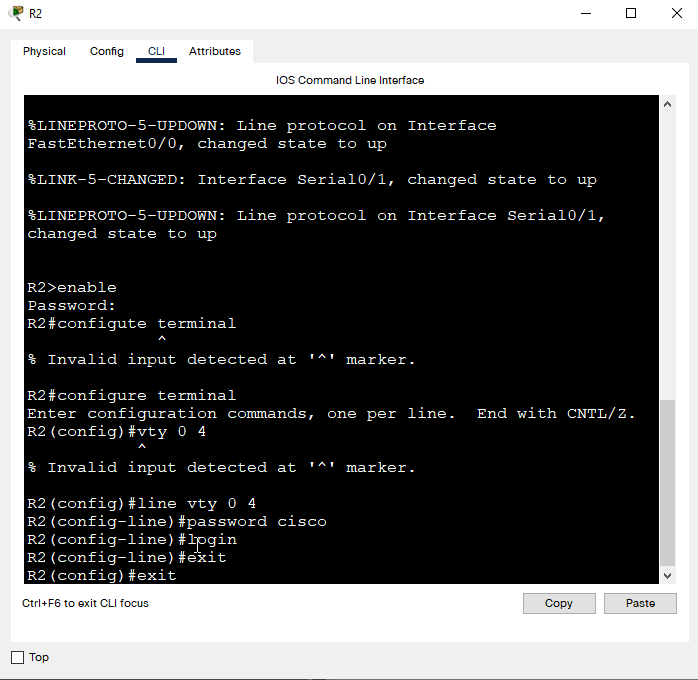 R2
Physical Config CLI Attributes
IOS Command Line Interface
%LINEPROTO-5-UPDOWN: Line protocol on Interface
FastEthernet0/0, changed state to up
%LINK-5-CHANGED: Interface Serial0/1, changed state to up
%LINEPROTO-5-UPDOWN: Line protocol on Interface Serial0/1,
changed state to up
R2>enable
Password:
R2#configute terminal
^
% Invalid input detected at '^' marker.
R2#configure terminal
Enter configuration commands, one per line.  End with CNTL/Z.
R2(config)#vty 0 4
^
% Invalid input detected at '^' marker.
R2(config)#line vty 0 4
R2(config-line)#password cisco
R2(config-line)#login
R2(config-line)#exit
R2(config)#exit
Ctrl+F6 to exit CLI focus
Copy Paste
Top